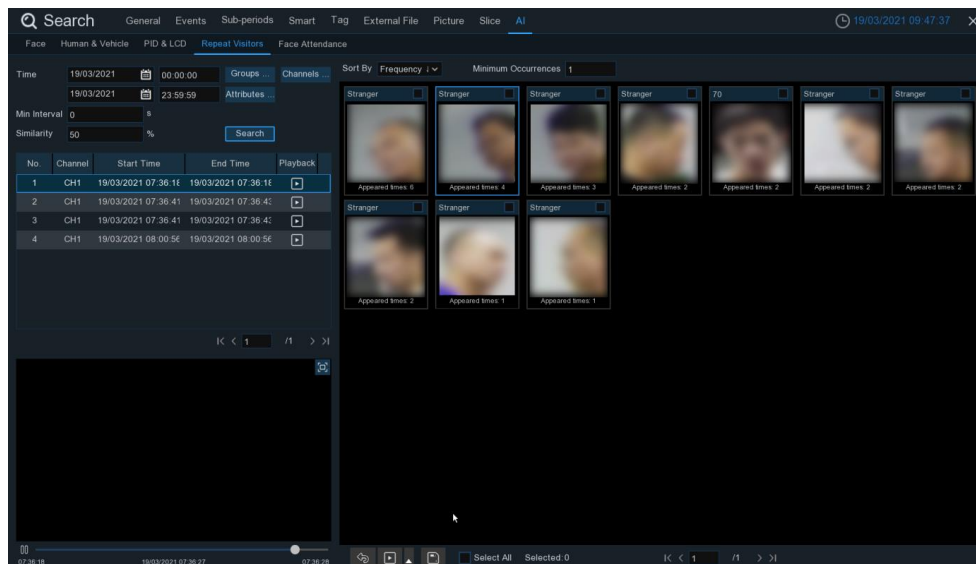 Search General Events Sub-periods Smart Tag External File Picture Slice AI 19/03/2021 09:47:37
Face Human & Vehicle PID & LCD Repeat Visitors Face Attendance
Time 19/03/2021 00:00:00 Groups ... Channels ...
19/03/2021 23:59:59 Attributes ...
Min Interval 0 s
Similarity 50 %
Search
No. Channel Start Time End Time Playback
1 CH1 19/03/2021 07:36:18 19/03/2021 07:36:18
2 CH1 19/03/2021 07:36:41 19/03/2021 07:36:43
3 CH1 19/03/2021 07:36:41 19/03/2021 07:36:43
4 CH1 19/03/2021 08:00:56 19/03/2021 08:00:56
1 /1
07:36:18 19/03/2021 07:36:27 07:36:28
Sort By Frequency ↓ Minimum Occurrences 1
Stranger Stranger Stranger Stranger 70 Stranger Stranger
Appeared times: 6 Appeared times: 4 Appeared times: 3 Appeared times: 2 Appeared times: 2 Appeared times: 2 Appeared times: 2
Stranger Stranger Stranger
Appeared times: 2 Appeared times: 1 Appeared times: 1
Select All Selected: 0 1 /1